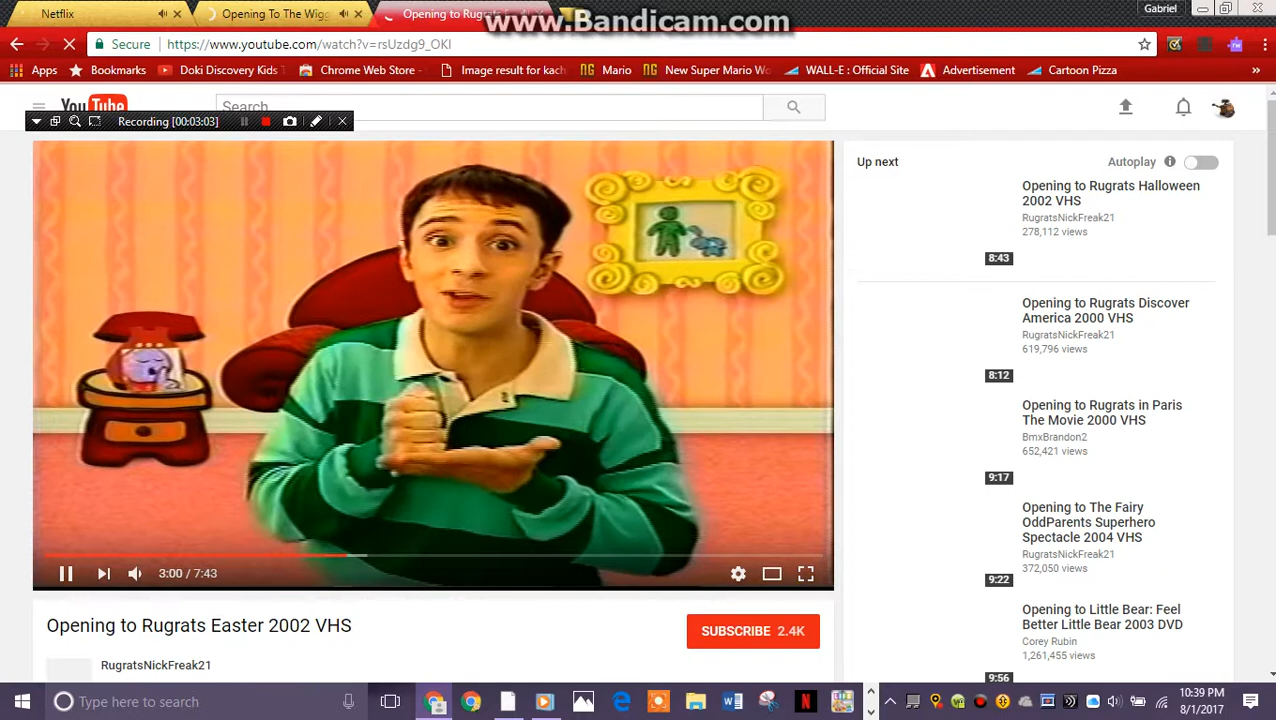 www.Bandicam.com
Netflix
Opening To The Wigg
Opening to Rugrats
Gabriel
Secure
https://www.youtube.com/watch?v=rsUzdg9_OKI
Apps
Bookmarks
Doki Discovery Kids
Chrome Web Store -
Image result for kach
NG Mario
NG New Super Mario Wo
WALL-E : Official Site
Advertisement
Cartoon Pizza
YouTube
Search
Recording [00:03:03]
Up next
Autoplay
Opening to Rugrats Halloween
2002 VHS
RugratsNickFreak21
278,112 views
8:43
Opening to Rugrats Discover
America 2000 VHS
RugratsNickFreak21
619,796 views
8:12
Opening to Rugrats in Paris
The Movie 2000 VHS
BmxBrandon2
652,421 views
9:17
Opening to The Fairy
OddParents Superhero
Spectacle 2004 VHS
RugratsNickFreak21
372,050 views
9:22
Opening to Little Bear: Feel
Better Little Bear 2003 DVD
Corey Rubin
1,261,455 views
9:56
3:00 / 7:43
Opening to Rugrats Easter 2002 VHS
SUBSCRIBE 2.4K
RugratsNickFreak21
Type here to search
10:39 PM
8/1/2017